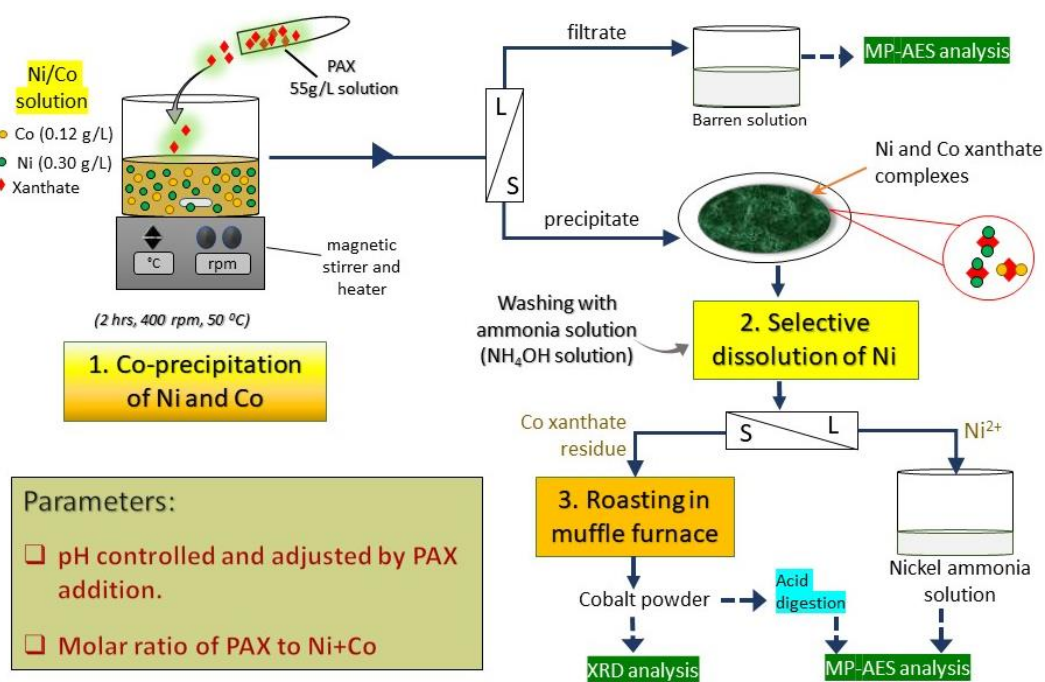 PAX
55g/L solution
Ni/Co
solution
Co (0.12 g/L)
Ni (0.30 g/L)
Xanthate
°C
rpm
magnetic
stirrer and
heater
(2 hrs, 400 rpm, 50 ⁰C)
1. Co-precipitation
of Ni and Co
L
S
filtrate
Barren solution
MP-AES analysis
precipitate
Ni and Co xanthate
complexes
Washing with
ammonia solution
(NH₄OH solution)
2. Selective
dissolution of Ni
S
L
Co xanthate
residue
Ni²⁺
3. Roasting in
muffle furnace
Nickel ammonia
solution
Cobalt powder
Acid
digestion
XRD analysis
MP-AES analysis
Parameters:
❑ pH controlled and adjusted by PAX
addition.
❑ Molar ratio of PAX to Ni+Co